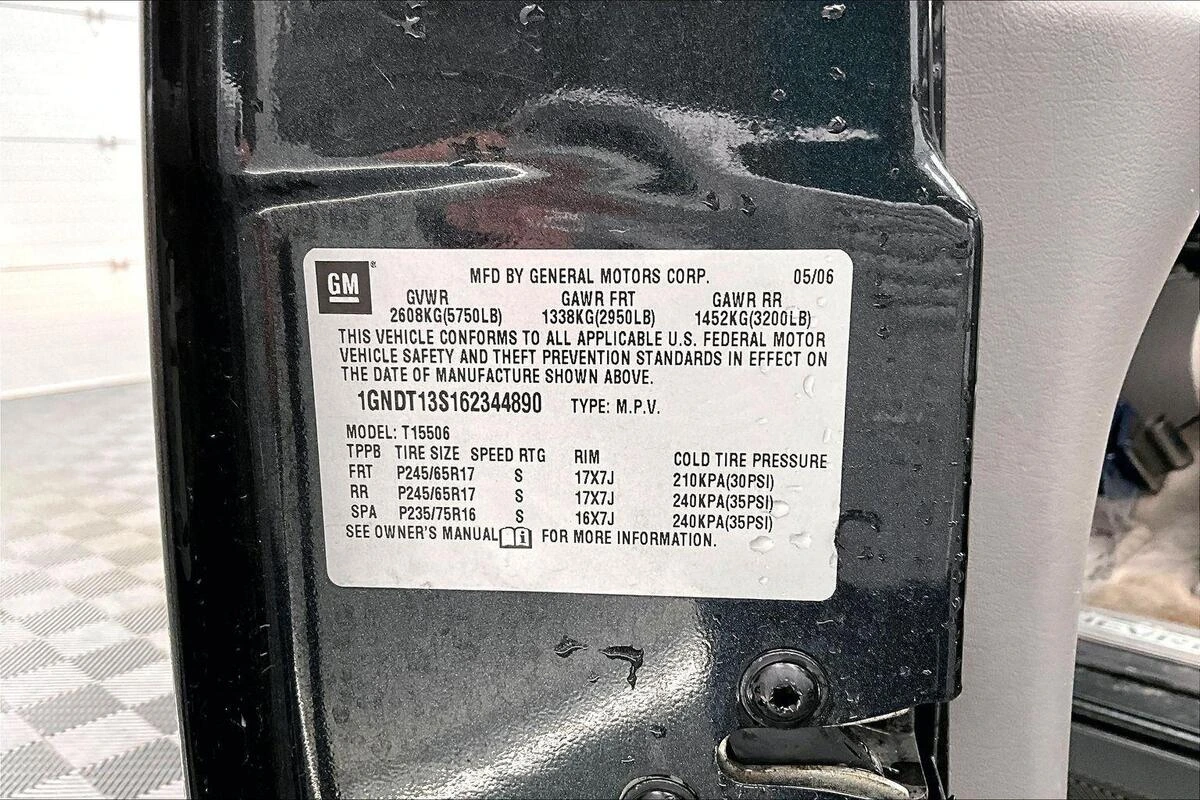 GM
MFD BY GENERAL MOTORS CORP. 05/06
GVWR GAWR FRT GAWR RR
2608KG(5750LB) 1338KG(2950LB) 1452KG(3200LB)
THIS VEHICLE CONFORMS TO ALL APPLICABLE U.S. FEDERAL MOTOR
VEHICLE SAFETY AND THEFT PREVENTION STANDARDS IN EFFECT ON
THE DATE OF MANUFACTURE SHOWN ABOVE.
1GNDT13S162344890 TYPE: M.P.V.
MODEL: T15506
TPPB TIRE SIZE SPEED RTG RIM COLD TIRE PRESSURE
FRT P245/65R17 S 17X7J 210KPA(30PSI)
RR P245/65R17 S 17X7J 240KPA(35PSI)
SPA P235/75R16 S 16X7J 240KPA(35PSI)
SEE OWNER'S MANUAL FOR MORE INFORMATION.